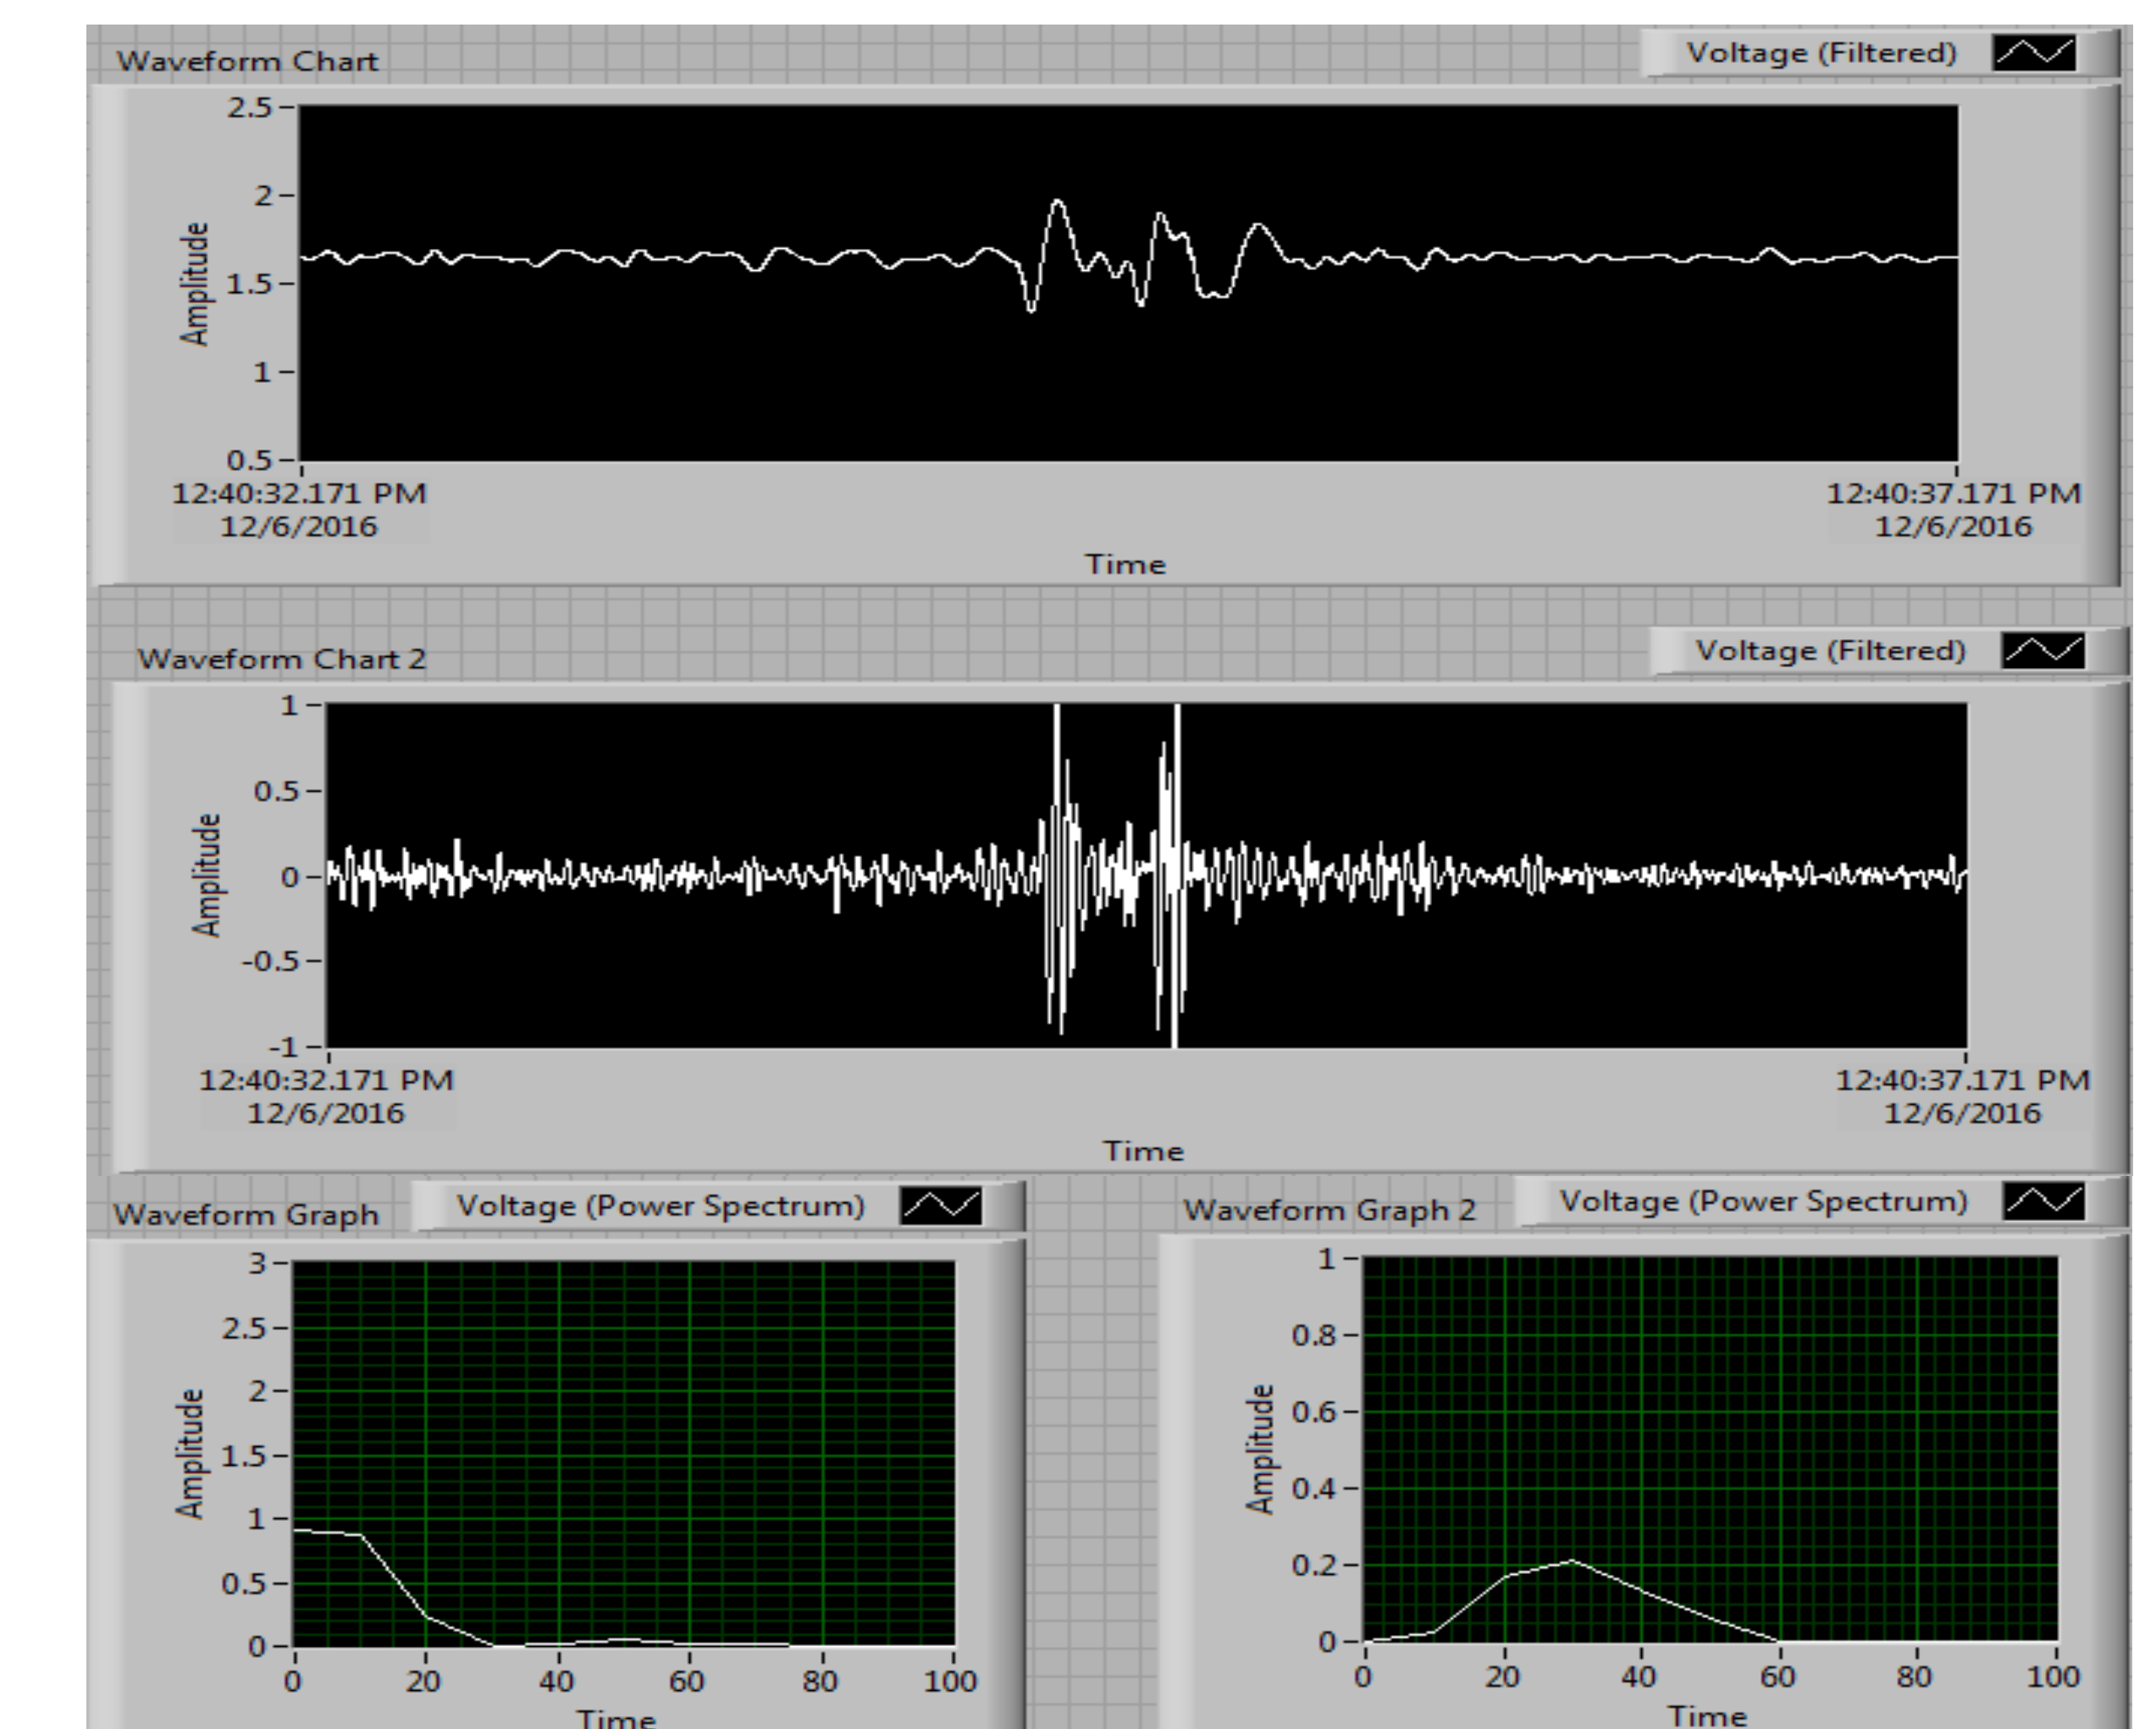 Waveform Chart
Voltage (Filtered)
2.5
2
1.5
1
0.5
Amplitude
12:40:32.171 PM
12/6/2016
12:40:37.171 PM
12/6/2016
Time
Waveform Chart 2
Voltage (Filtered)
1
0.5
0
-0.5
-1
Amplitude
12:40:32.171 PM
12/6/2016
12:40:37.171 PM
12/6/2016
Time
Waveform Graph
Voltage (Power Spectrum)
3
2.5
2
1.5
1
0.5
0
Amplitude
0 20 40 60 80 100
Time
Waveform Graph 2
Voltage (Power Spectrum)
1
0.8
0.6
0.4
0.2
0
Amplitude
0 20 40 60 80 100
Time